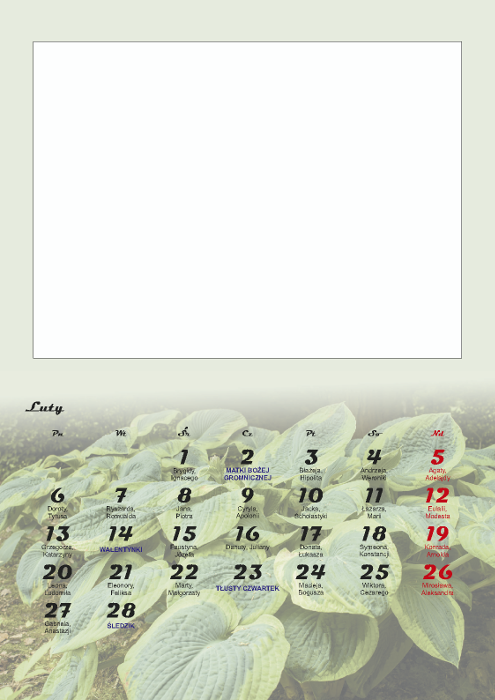 Luty
Pn Wt Śr Cz Pt So Nd
1 2 3 4 5
Brygidy, Ignacego MATKI BOŻEJ GROMNICZNEJ Błażeja, Hipolita Andrzeja, Weroniki Agaty, Adelajdy
6 7 8 9 10 11 12
Doroty, Tytusa Ryszarda, Romualda Jana, Piotra Cyryla, Apolonii Jacka, Scholastyki Łazarza, Marii Eulalii, Modesta
13 14 15 16 17 18 19
Grzegorza, Katarzyny WALENTYNKI Faustyna, Józefa Danuty, Julianny Donata, Łukasza Symeona, Konstancji Konrada, Arnolda
20 21 22 23 24 25 26
Leona, Ludomiła Eleonory, Feliksa Marty, Małgorzaty TŁUSTY CZWARTEK Macieja, Bogusza Wiktora, Cezarego Mirosława, Aleksandra
27 28
Gabriela, Anastazji ŚLEDZIK